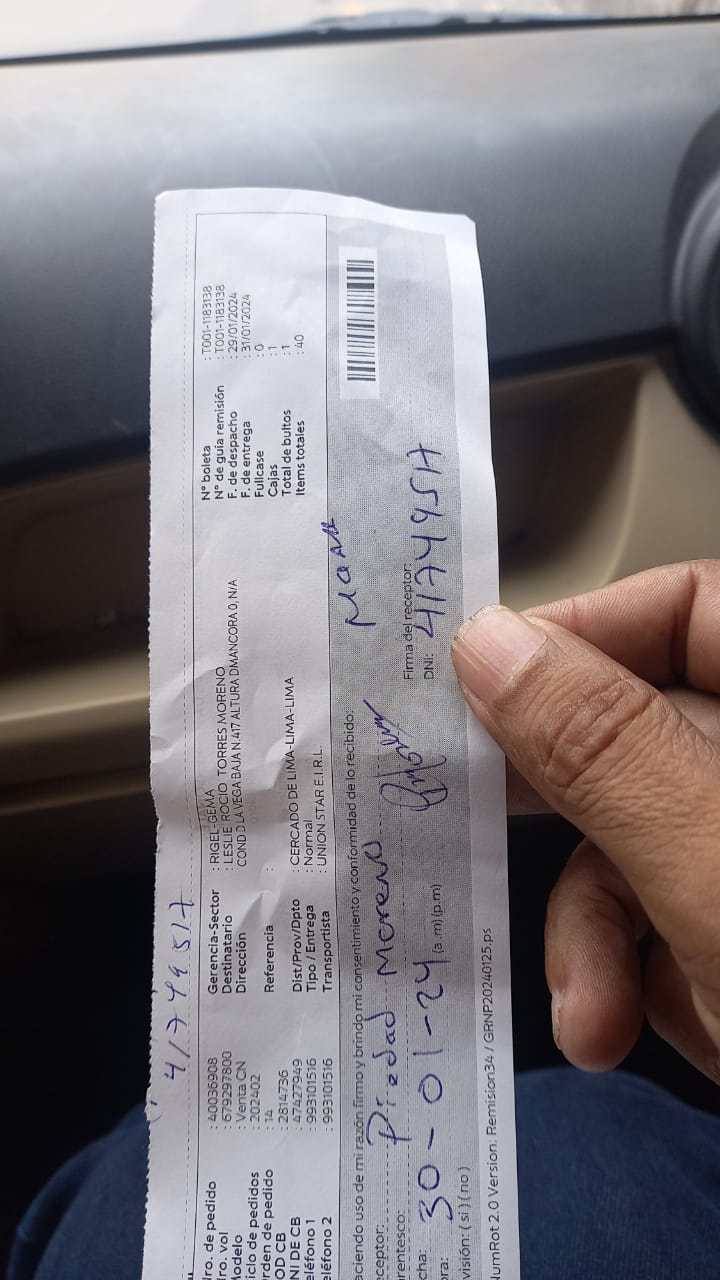 41749517
ro. de pedido : 40036908 Gerencia-Sector : RIGEL-GEMA N° boleta : T001-1183138
ro. vol : 679297800 Destinatario : LESLIE ROCIO TORRES MORENO N° de guía remisión : T001-1183138
odelo : Venta CN Dirección COND D LA VEGA BAJA N.417 ALTURA DMANCORA 0, N/A F. de despacho : 29/01/2024
iclo de pedidos : 202402 F. de entrega : 31/01/2024
rden de pedido : 14 Referencia : Fullcase : 0
OD CB : 2814736 Cajas : 1
NI DE CB : 47427949 Dist/Prov/Dpto : CERCADO DE LIMA-LIMA-LIMA Total de bultos : 1
eléfono 1 : 993101516 Tipo / Entrega : Normal Items totales : 40
eléfono 2 : 993101516 Transportista : UNION STAR E.I.R.L.
aciendo uso de mi razón firmo y brindo mi consentimiento y conformidad de lo recibido:
eceptor: Piedad Moreno
arentesco: Firma del receptor:
cha: 30-01-24 DNI: 41749517
ora: (a.m) (p.m)
visión: ( sí ) ( no )
NumRot 2.0 Version: Remision34 / GRNP20240125.ps